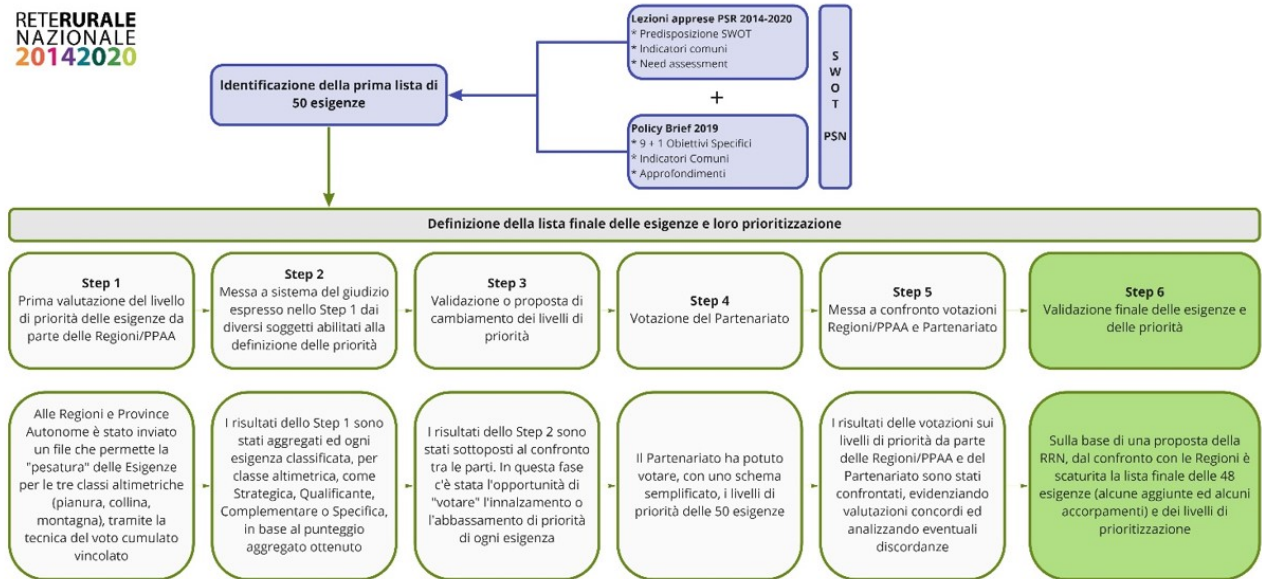 RETERURALE
NAZIONALE
20142020
Lezioni apprese PSR 2014-2020
* Predisposizione SWOT
* Indicatori comuni
* Need assessment
+
Policy Brief 2019
* 9 + 1 Obiettivi Specifici
* Indicatori Comuni
* Approfondimenti
S
W
O
T
PSN
Identificazione della prima lista di
50 esigenze
Definizione della lista finale delle esigenze e loro prioritizzazione
Step 1
Prima valutazione del livello
di priorità delle esigenze da
parte delle Regioni/PPAA
Step 2
Messa a sistema del giudizio
espresso nello Step 1 dai
diversi soggetti abilitati alla
definizione delle priorità
Step 3
Validazione o proposta di
cambiamento dei livelli di
priorità
Step 4
Votazione del Partenariato
Step 5
Messa a confronto votazioni
Regioni/PPAA e Partenariato
Step 6
Validazione finale delle esigenze e
delle priorità
Alle Regioni e Province
Autonome è stato inviato
un file che permette la
"pesatura" delle Esigenze
per le tre classi altimetriche
(pianura, collina,
montagna), tramite la
tecnica del voto cumulato
vincolato
I risultati dello Step 1 sono
stati aggregati ed ogni
esigenza classificata, per
classe altimetrica, come
Strategica, Qualificante,
Complementare o Specifica,
in base al punteggio
aggregato ottenuto
I risultati dello Step 2 sono
stati sottoposti al confronto
tra le parti. In questa fase
c'è stata l'opportunità di
"votare" l'innalzamento o
l'abbassamento di priorità
di ogni esigenza
Il Partenariato ha potuto
votare, con uno schema
semplificato, i livelli di
priorità delle 50 esigenze
I risultati delle votazioni sui
livelli di priorità da parte
delle Regioni/PPAA e del
Partenariato sono stati
confrontati, evidenziando
valutazioni concordi ed
analizzando eventuali
discordanze
Sulla base di una proposta della
RRN, dal confronto con le Regioni è
scaturita la lista finale delle 48
esigenze (alcune aggiunte ed alcuni
accorpamenti) e dei livelli di
prioritizzazione